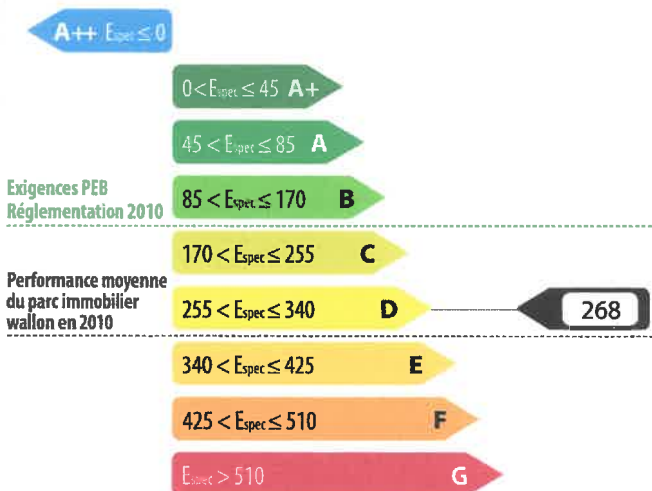 A++ Espec ≤ 0
0 < Espec ≤ 45 A+
45 < Espec ≤ 85 A
Exigences PEB
Réglementation 2010
85 < Espec ≤ 170 B
170 < Espec ≤ 255 C
Performance moyenne
du parc immobilier
wallon en 2010
255 < Espec ≤ 340 D
268
340 < Espec ≤ 425 E
425 < Espec ≤ 510 F
Espec > 510 G